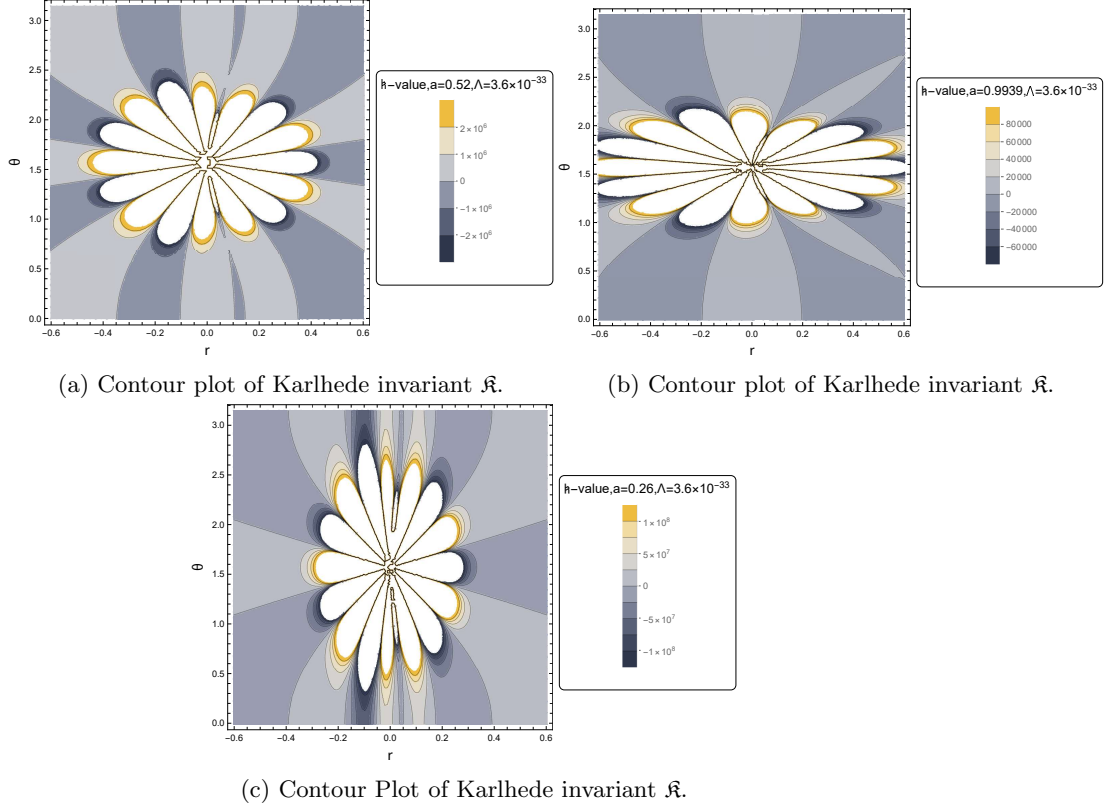 3.0
2.5
2.0
θ 1.5
1.0
0.5
0.0
−0.6 −0.4 −0.2 0.0 0.2 0.4 0.6
r
𝔎−value,a=0.52,Λ=3.6×10⁻³³
2×10⁶
1×10⁶
0
−1×10⁶
−2×10⁶
(a) Contour plot of Karlhede invariant 𝔎.
3.0
2.5
2.0
θ 1.5
1.0
0.5
0.0
−0.6 −0.4 −0.2 0.0 0.2 0.4 0.6
r
𝔎−value,a=0.9939,Λ=3.6×10⁻³³
80000
60000
40000
20000
0
−20000
−40000
−60000
(b) Contour plot of Karlhede invariant 𝔎.
3.0
2.5
2.0
θ 1.5
1.0
0.5
0.0
−0.6 −0.4 −0.2 0.0 0.2 0.4 0.6
r
𝔎−value,a=0.26,Λ=3.6×10⁻³³
1×10⁸
5×10⁷
0
−5×10⁷
−1×10⁸
(c) Contour Plot of Karlhede invariant 𝔎.